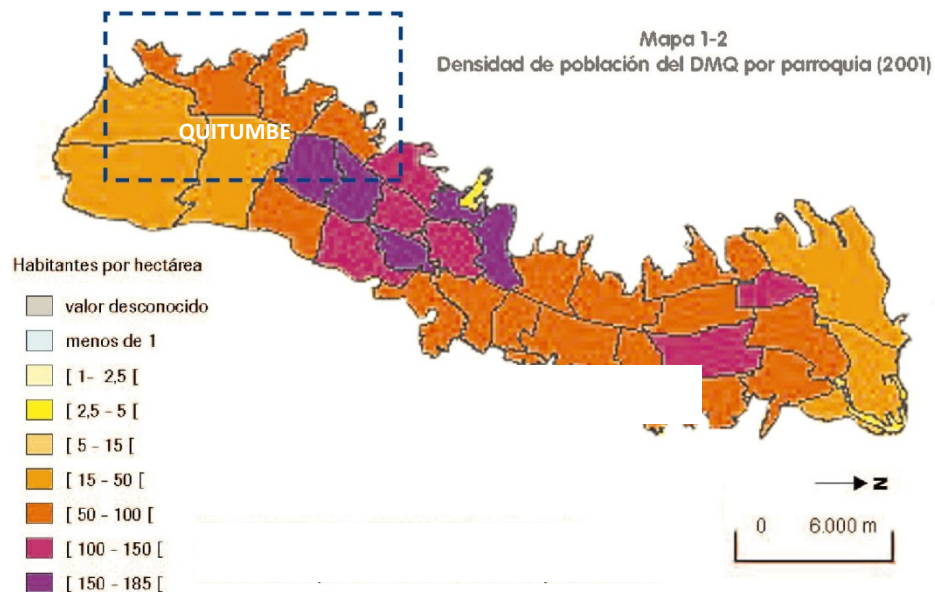 Mapa 1-2
Densidad de población del DMQ por parroquia (2001)
QUITUMBE
Habitantes por hectárea
valor desconocido
menos de 1
[ 1- 2,5 [
[ 2,5 - 5 [
[ 5 - 15 [
[ 15 - 50 [
[ 50 - 100 [
[ 100 - 150 [
[ 150 - 185 [
N
0 6.000 m